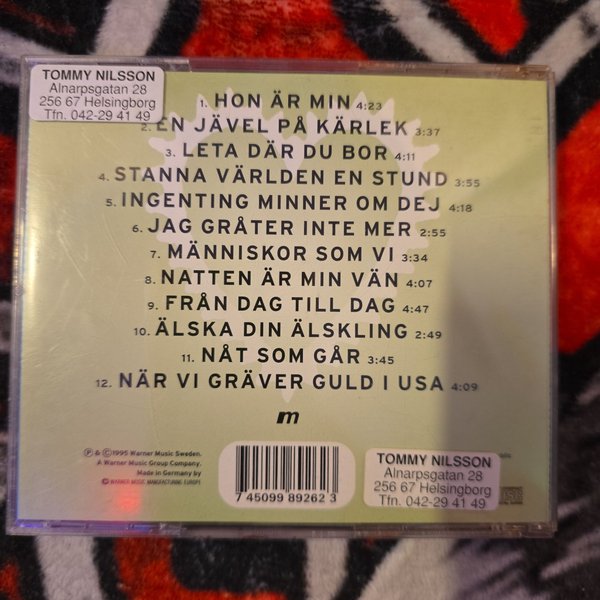 TOMMY NILSSON
Alnarpsgatan 28
256 67 Helsingborg
Tfn. 042-29 41 49
1. HON ÄR MIN 4:23
2. EN JÄVEL PÅ KÄRLEK 3:37
3. LETA DÄR DU BOR 4:11
4. STANNA VÄRLDEN EN STUND 3:55
5. INGENTING MINNER OM DEJ 4:18
6. JAG GRÅTER INTE MER 2:55
7. MÄNNISKOR SOM VI 3:34
8. NATTEN ÄR MIN VÄN 4:07
9. FRÅN DAG TILL DAG 4:47
10. ÄLSKA DIN ÄLSKLING 2:49
11. NÅT SOM GÅR 3:45
12. NÄR VI GRÄVER GULD I USA 4:09
m
℗ & ©1995 Warner Music Sweden.
A Warner Music Group Company.
Made in Germany by
© WARNER MUSIC MANUFACTURING EUROPE
7 45099 89262 3
TOMMY NILSSON
Alnarpsgatan 28
256 67 Helsingborg
Tfn. 042-29 41 49